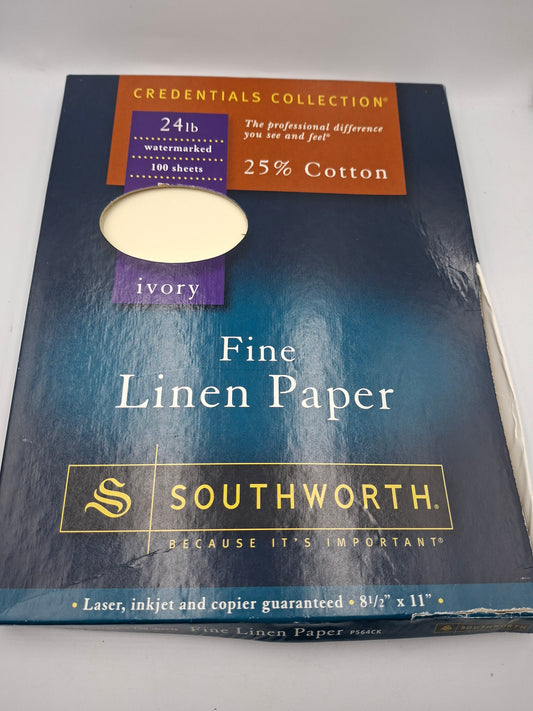 CREDENTIALS COLLECTION®
24lb
watermarked
100 sheets
The professional difference
you see and feel®
25% Cotton
ivory
Fine
Linen Paper
S
SOUTHWORTH®
BECAUSE IT'S IMPORTANT®
• Laser, inkjet and copier guaranteed • 8½" x 11" •
Fine Linen Paper P564CK
SOUTHWORTH